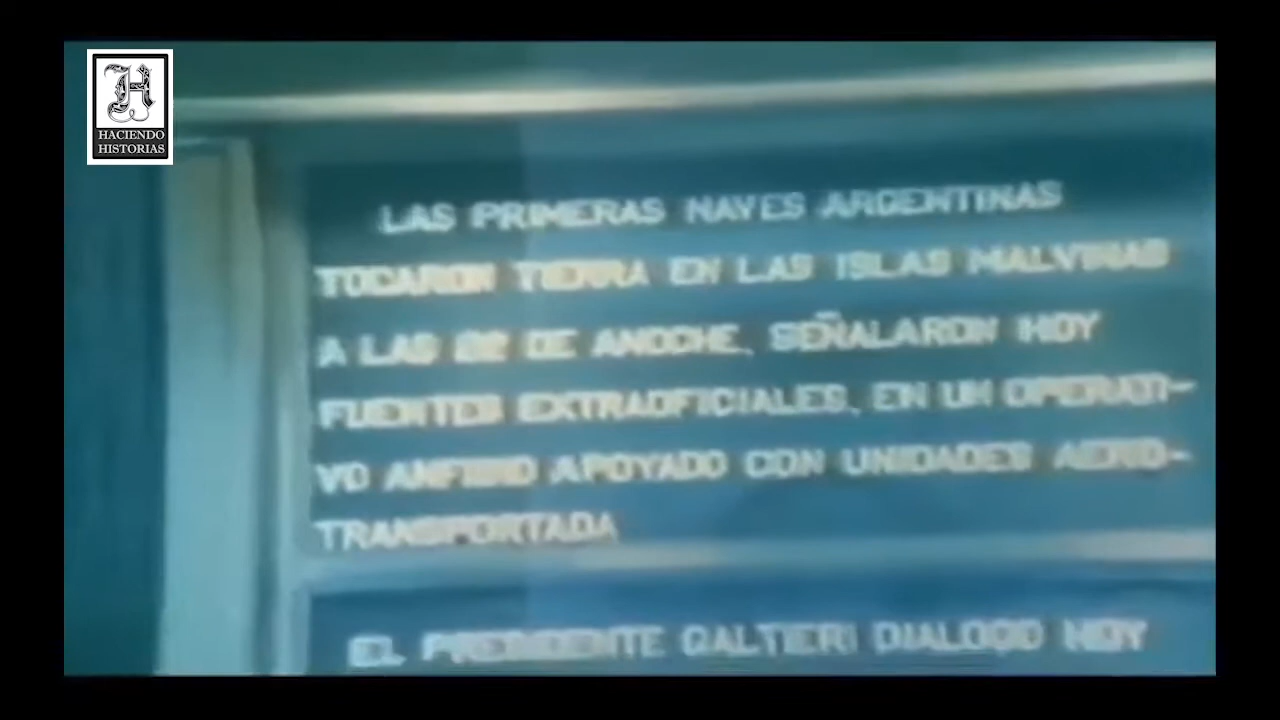 H
HACIENDO
HISTORIAS
LAS PRIMERAS NAVES ARGENTINAS
TOCARON TIERRA EN LAS ISLAS MALVINAS
A LAS 22 DE ANOCHE, SEÑALARON HOY
FUENTES EXTRAOFICIALES, EN UN OPERATI-
VO ANFIBIO APOYADO CON UNIDADES AERO-
TRANSPORTADA
EL PRESIDENTE GALTIERI DIALOGO HOY